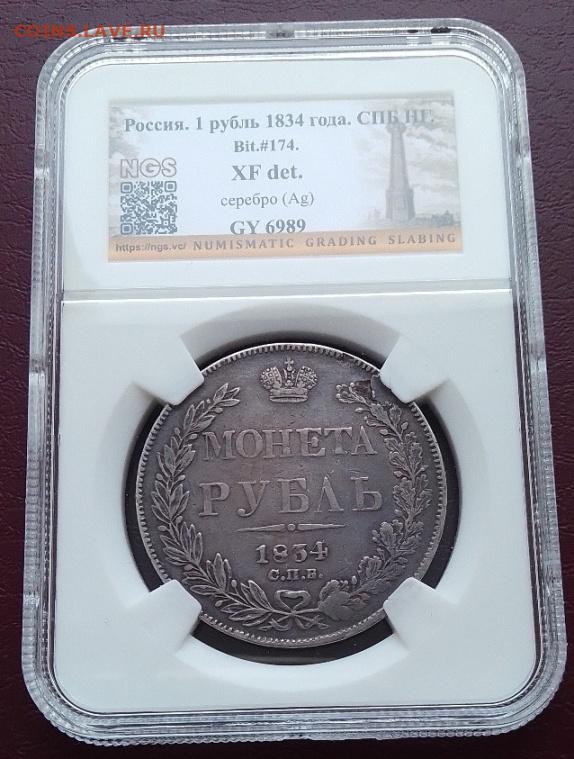 COINS.LAVE.RU
Россия. 1 рубль 1834 года. СПБ НГ.
Bit.#174.
NGS
XF det.
серебро (Ag)
GY 6989
https://ngs.vc/ NUMISMATIC GRADING SLABING
МОНЕТА
РУБЛЬ
1834
С.П.Б.